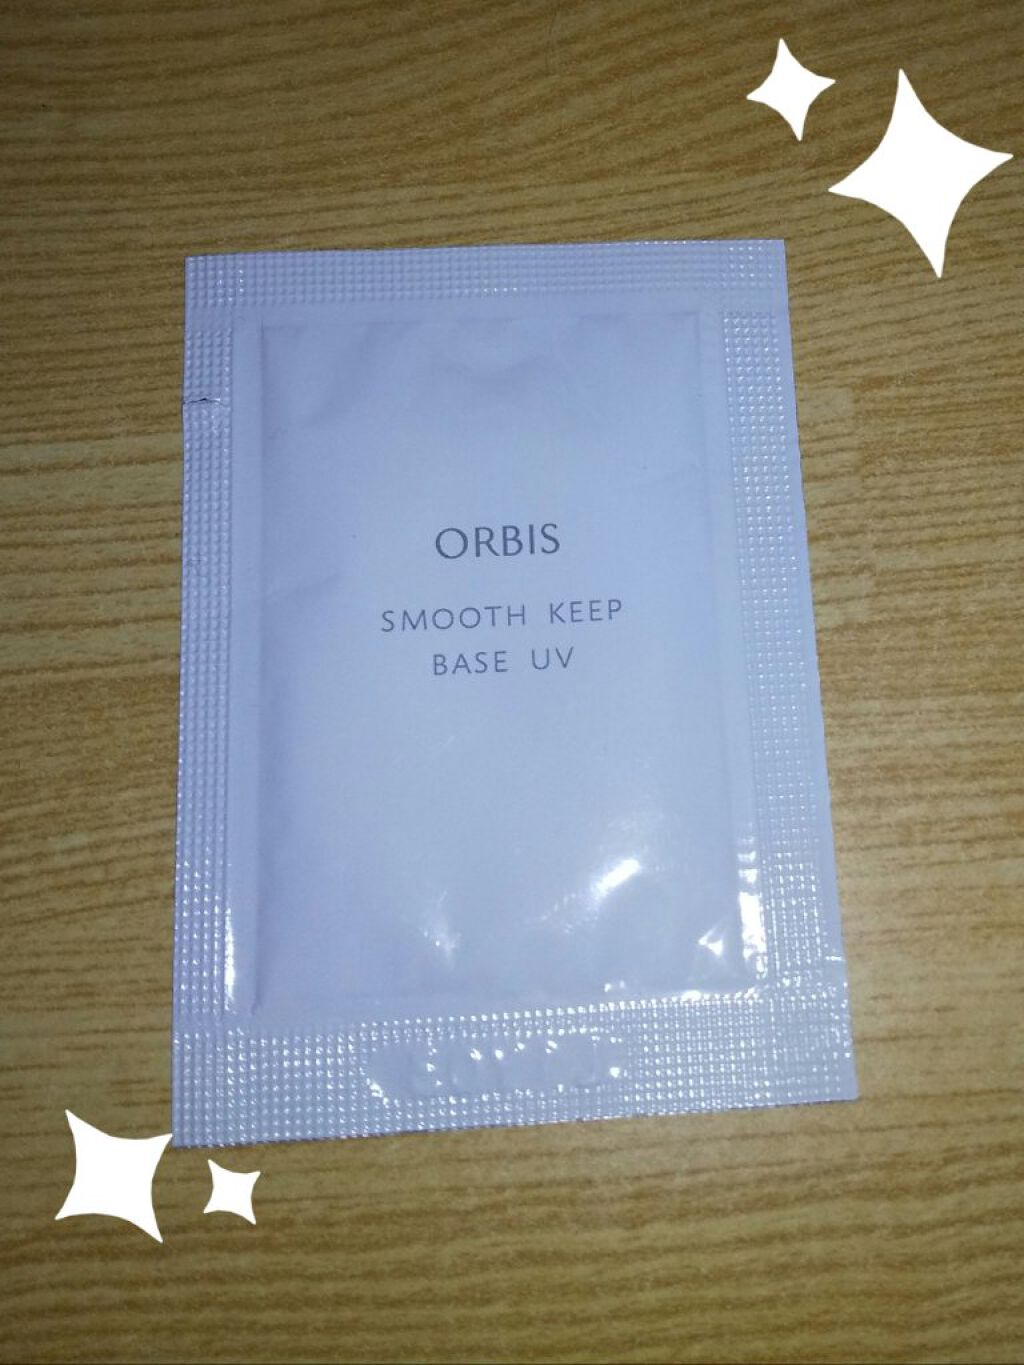 ORBIS
SMOOTH KEEP
BASE UV